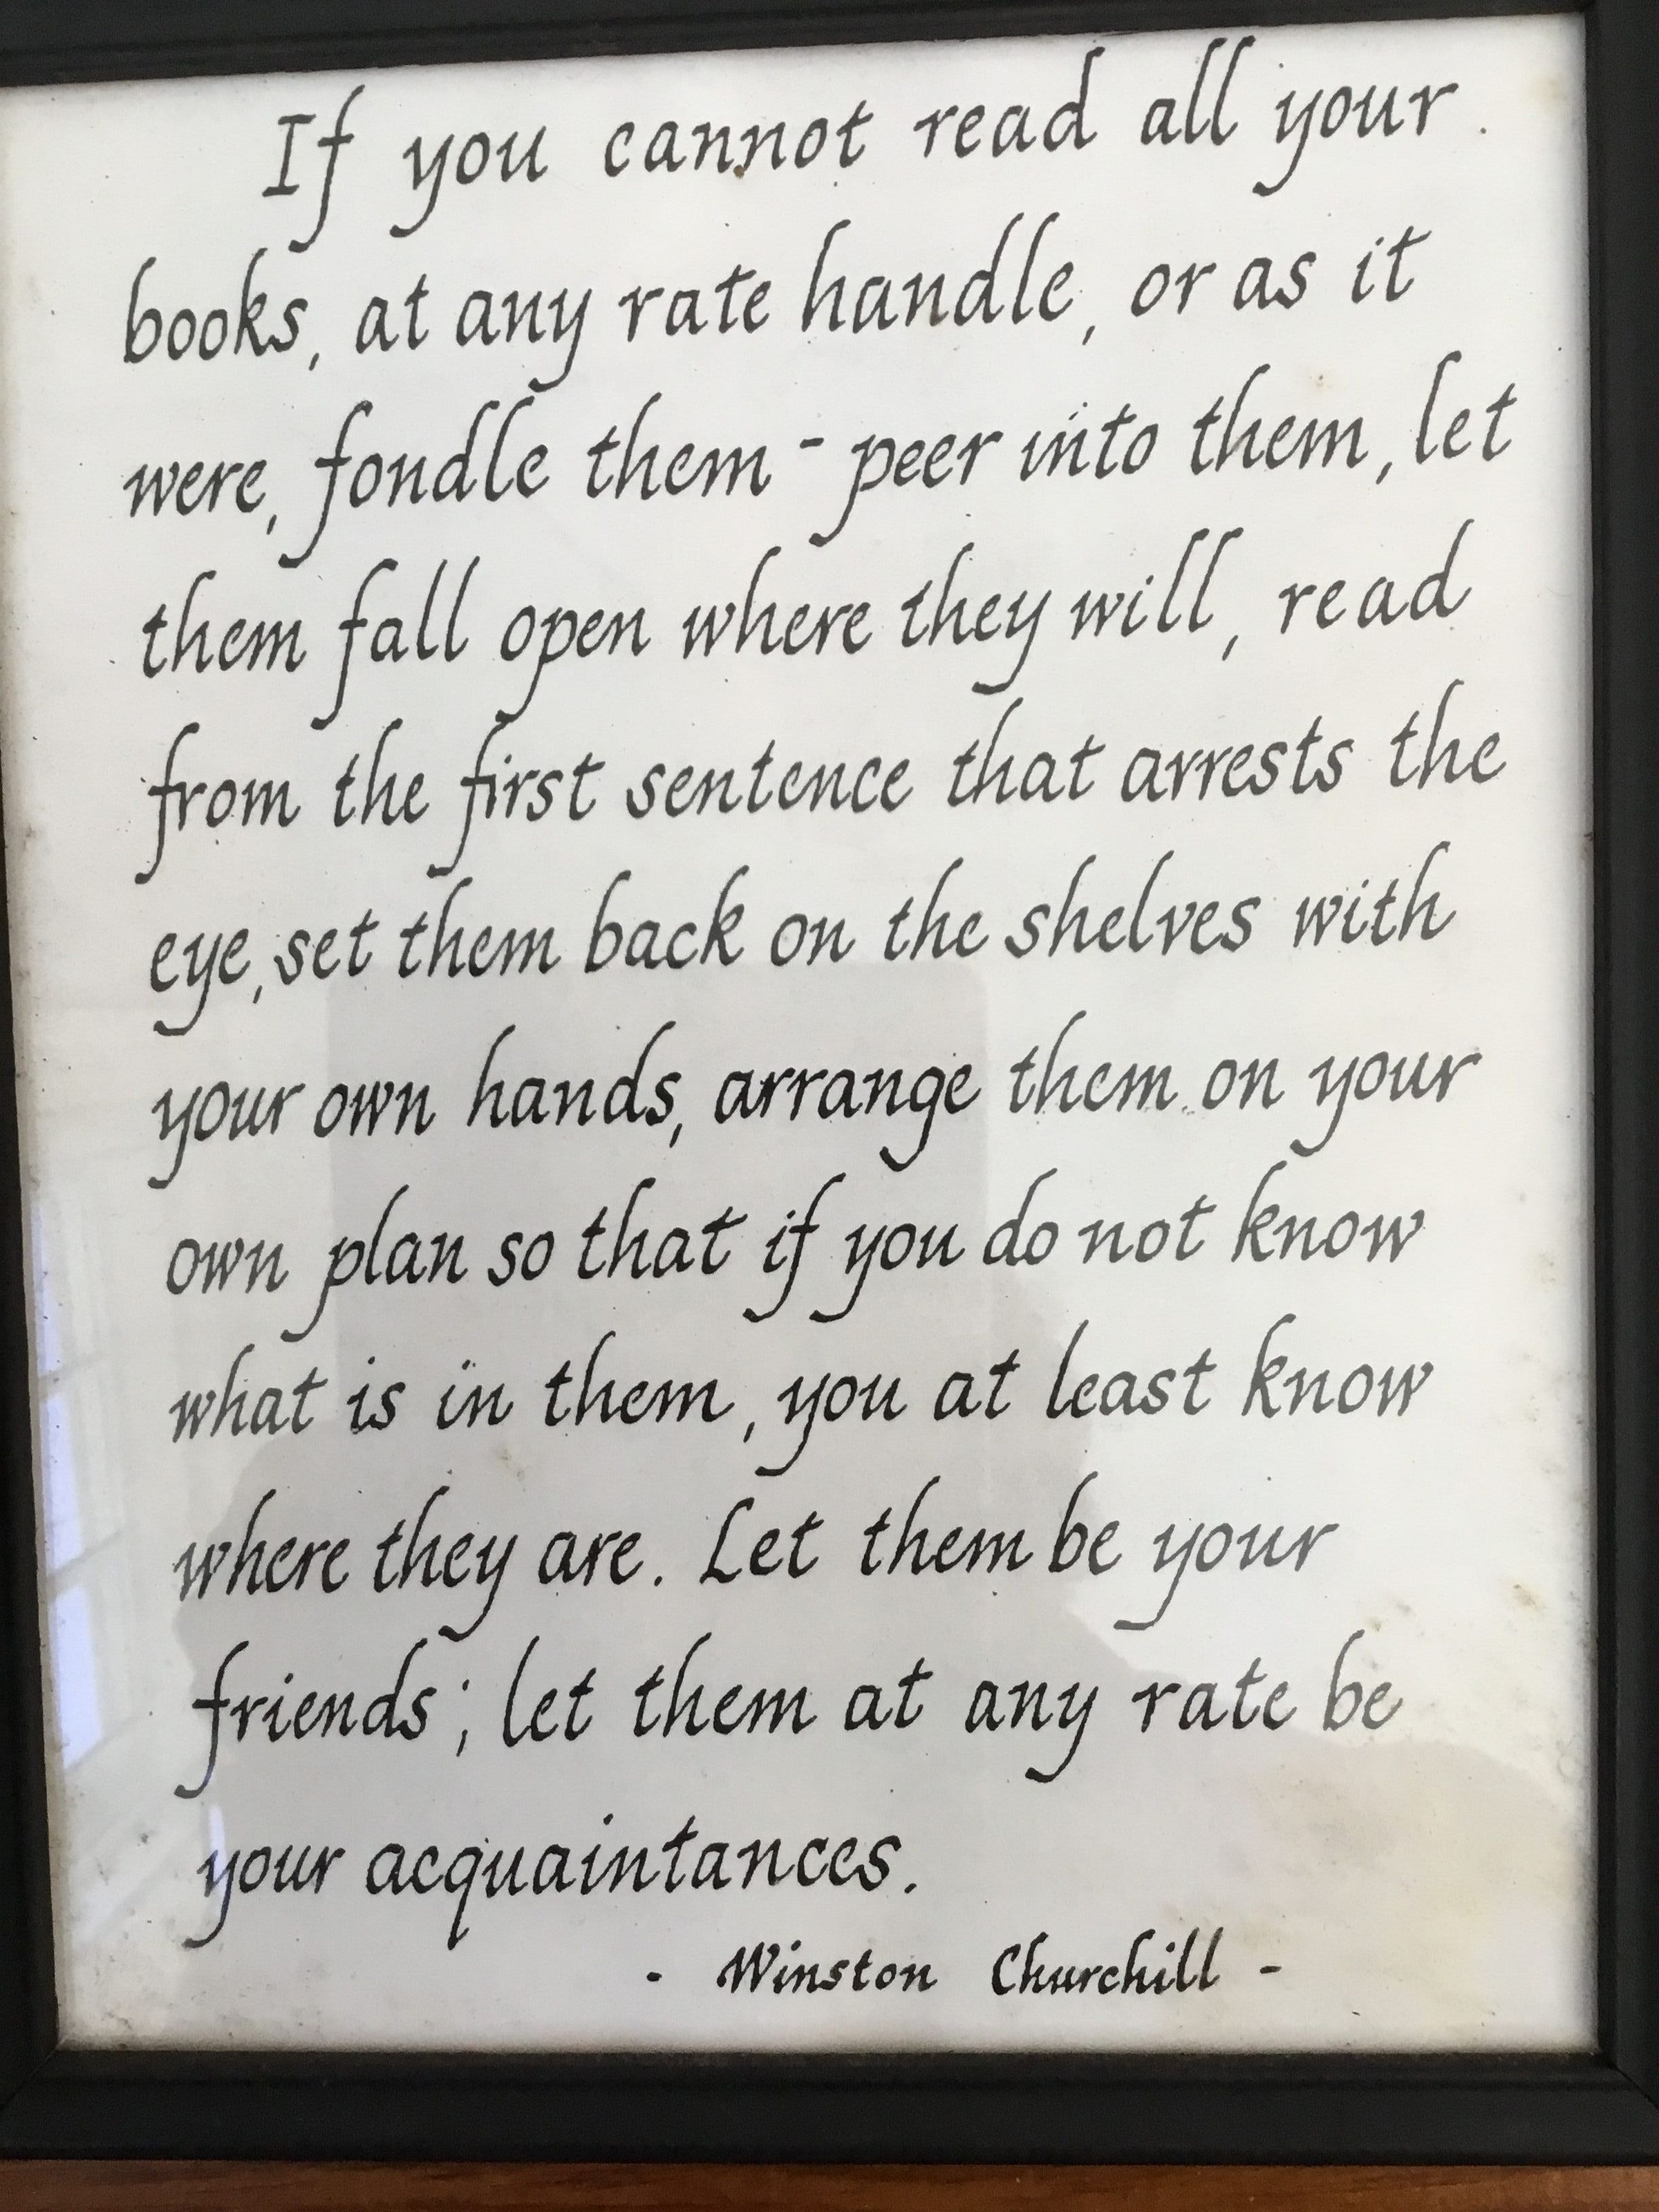 If you cannot read all your
books, at any rate handle, or as it
were, fondle them - peer into them, let
them fall open where they will, read
from the first sentence that arrests the
eye, set them back on the shelves with
your own hands, arrange them on your
own plan so that if you do not know
what is in them, you at least know
where they are. Let them be your
friends; let them at any rate be
your acquaintances.
- Winston Churchill -